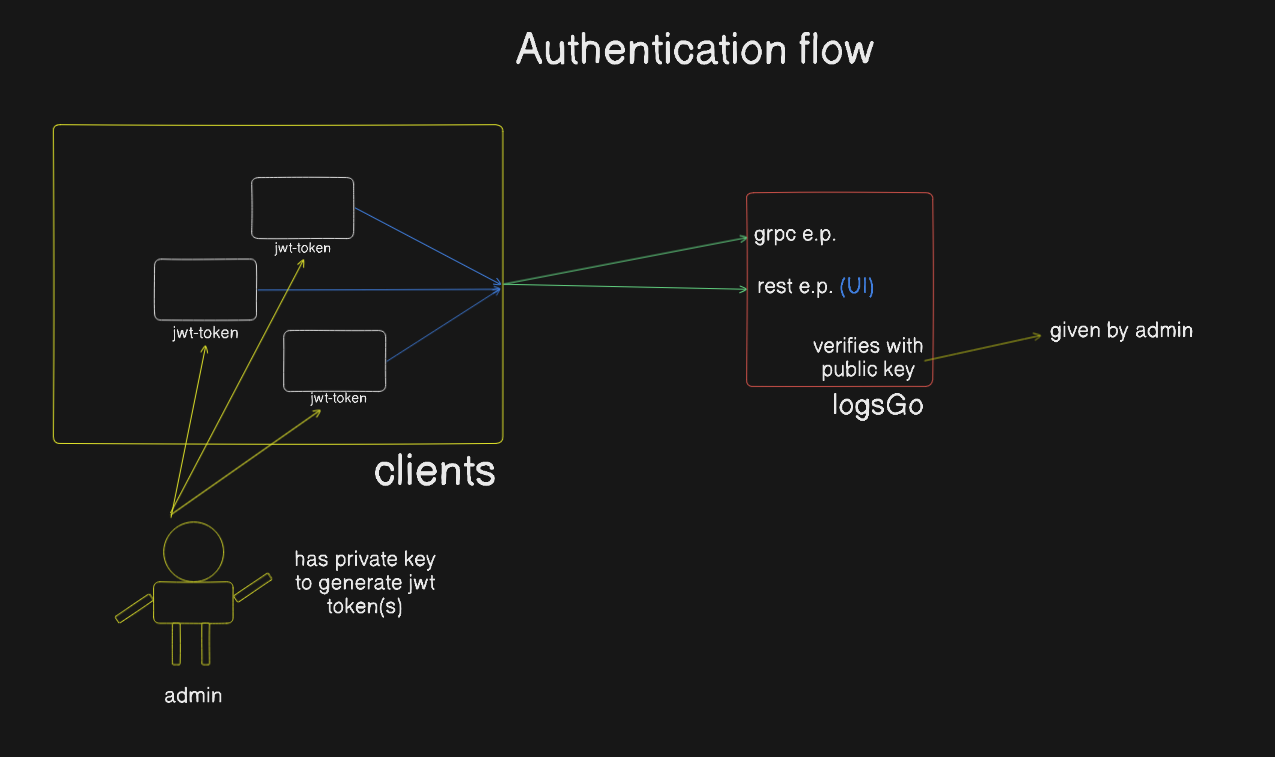 Authentication flow
jwt-token
jwt-token
jwt-token
clients
grpc e.p.
rest e.p. (UI)
verifies with
public key
logsGo
given by admin
has private key
to generate jwt
token(s)
admin